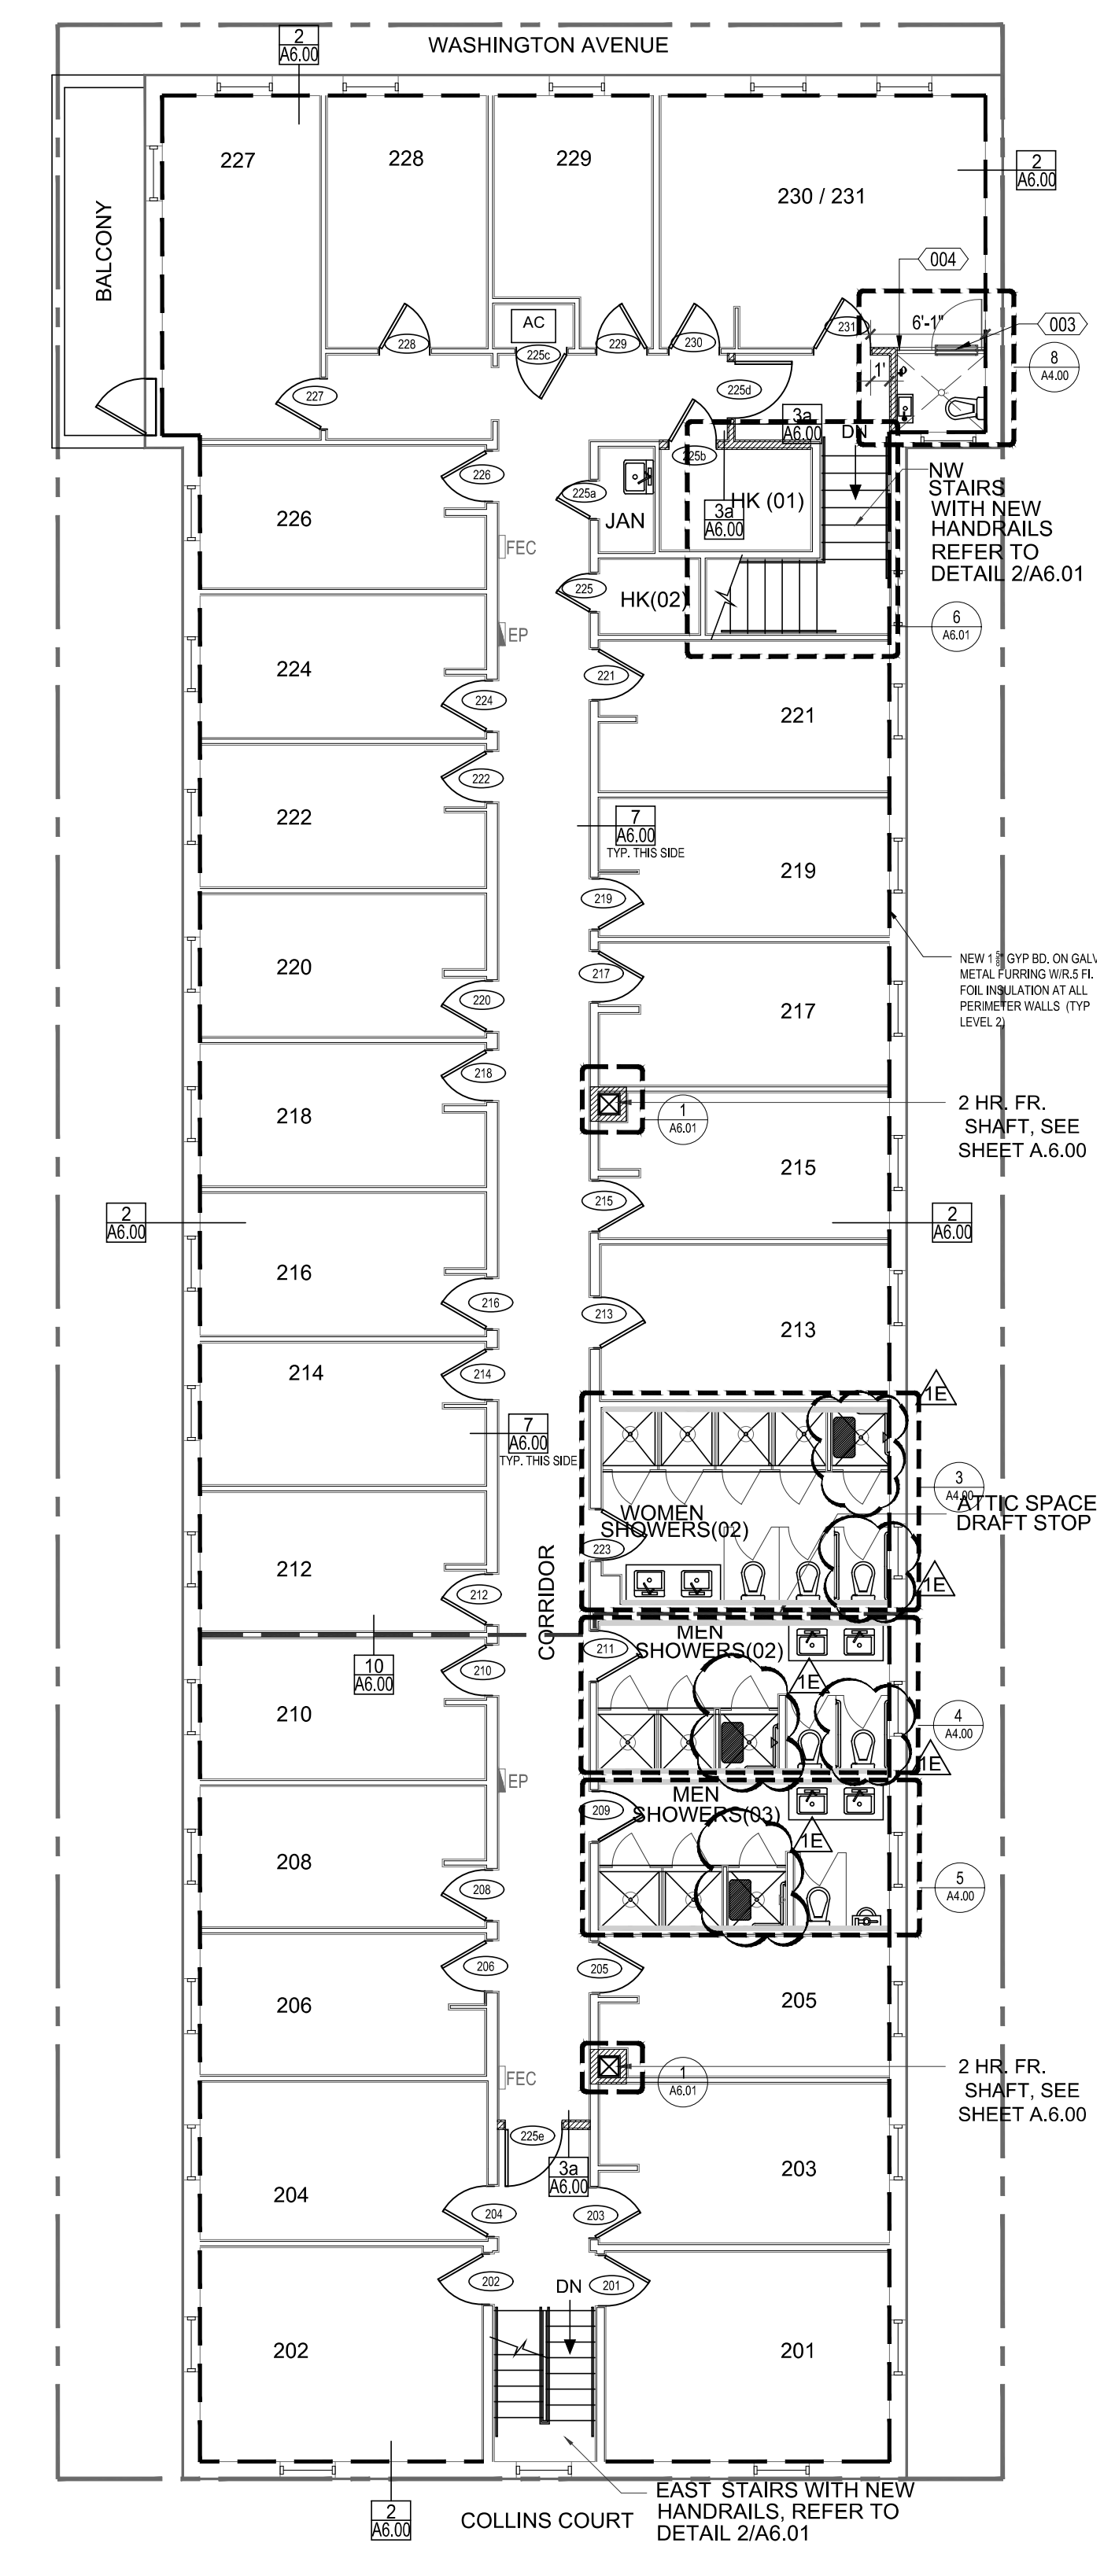 2
A6.00
WASHINGTON AVENUE
227
228
229
230 / 231
2
A6.00
BALCONY
004
003
6'-1"
1'
8
A4.00
AC
228
225c
229
230
231
227
225d
3a
A6.00
DN
225b
226
226
225a
JAN
HK (01)
3a
A6.00
NW
STAIRS
WITH NEW
HANDRAILS
REFER TO
DETAIL 2/A6.01
FEC
225
HK(02)
6
A6.01
EP
224
224
221
221
222
222
7
A6.00
TYP. THIS SIDE
219
219
220
220
217
217
NEW 1 GYP BD. ON GALV
METAL FURRING W/R.5 FI.
FOIL INSULATION AT ALL
PERIMETER WALLS (TYP
LEVEL 2)
218
218
1
A6.01
2 HR. FR.
SHAFT, SEE
SHEET A.6.00
215
215
2
A6.00
2
A6.00
216
216
213
213
214
214
1E
7
A6.00
TYP. THIS SIDE
3
A4.00
ATTIC SPACE
DRAFT STOP
WOMEN
SHOWERS(02)
223
1E
212
212
CORRIDOR
10
A6.00
210
210
211
MEN
SHOWERS(02)
1E
4
A4.00
1E
EP
209
MEN
SHOWERS(03)
1E
208
208
5
A4.00
206
206
205
205
FEC
1
A6.01
2 HR. FR.
SHAFT, SEE
SHEET A.6.00
225e
3a
A6.00
204
204
203
203
202
DN
201
202
201
EAST STAIRS WITH NEW
HANDRAILS, REFER TO
DETAIL 2/A6.01
2
A6.00
COLLINS COURT